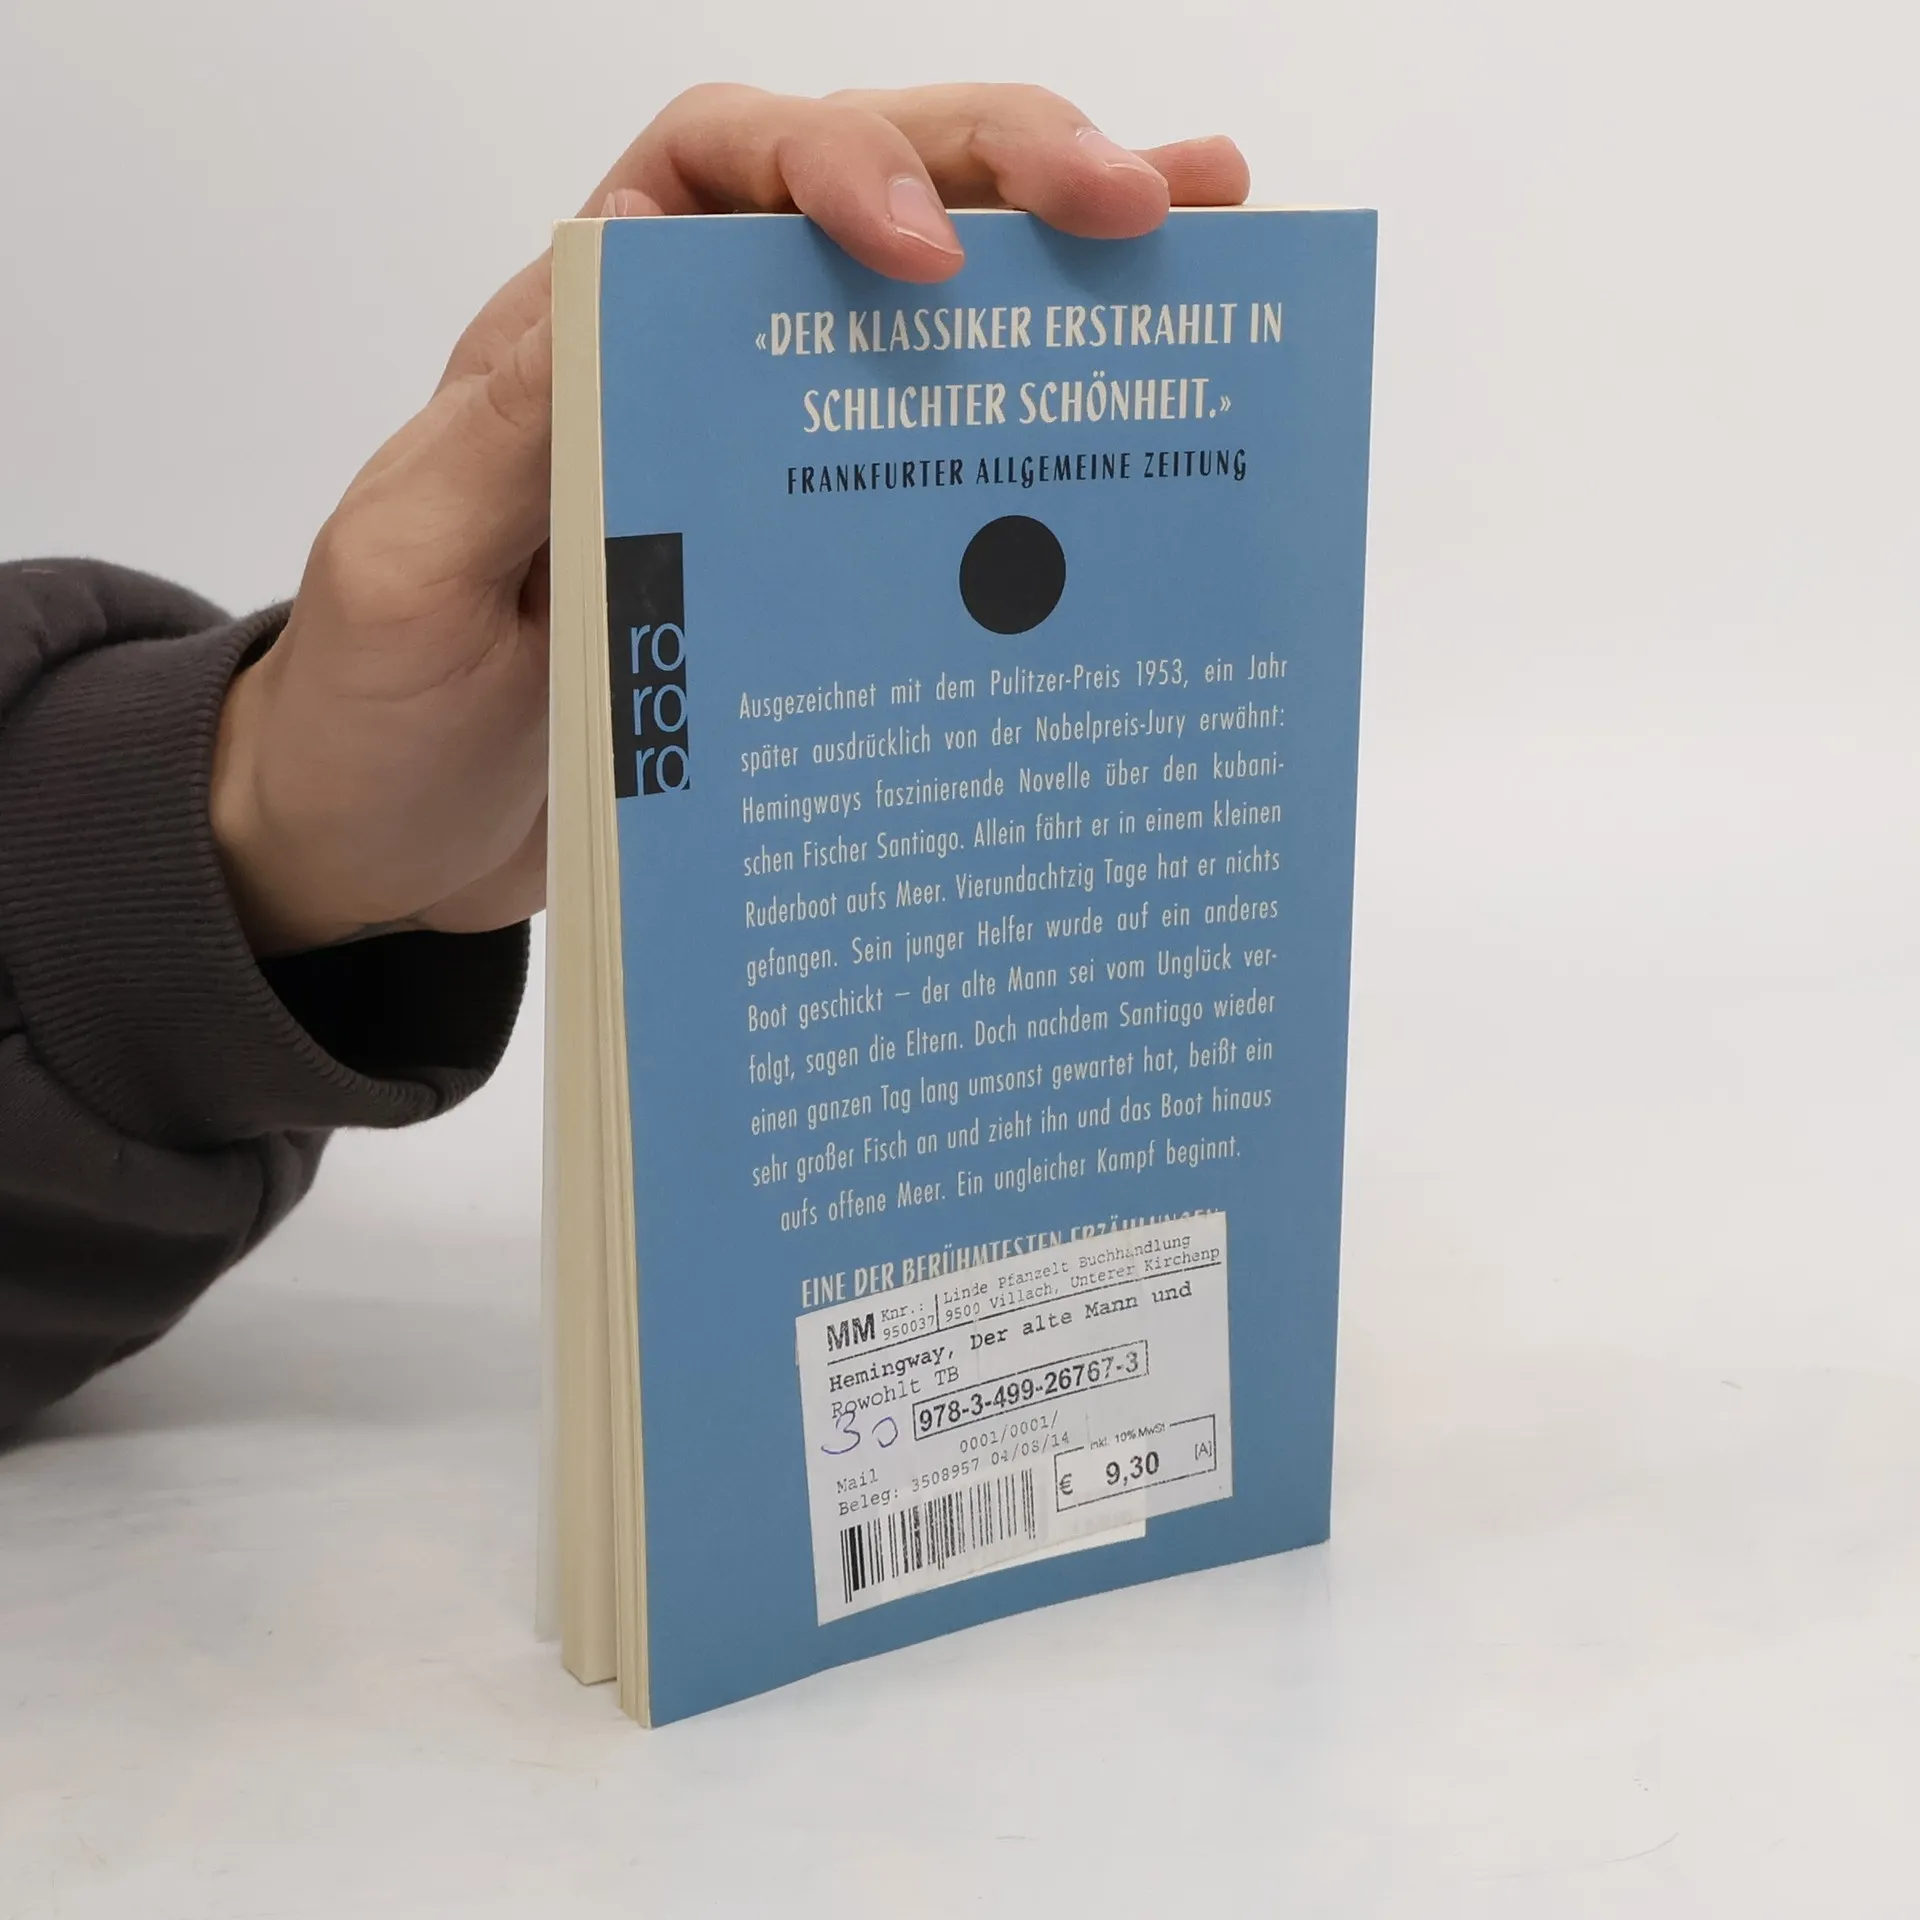 «DER KLASSIKER ERSTRAHLT IN
SCHLICHTER SCHÖNHEIT.»
FRANKFURTER ALLGEMEINE ZEITUNG
ro
ro
ro
Ausgezeichnet mit dem Pulitzer-Preis 1953, ein Jahr
später ausdrücklich von der Nobelpreis-Jury erwähnt:
Hemingways faszinierende Novelle über den kubani-
schen Fischer Santiago. Allein fährt er in einem kleinen
Ruderboot aufs Meer. Vierundachtzig Tage hat er nichts
gefangen. Sein junger Helfer wurde auf ein anderes
Boot geschickt – der alte Mann sei vom Unglück ver-
folgt, sagen die Eltern. Doch nachdem Santiago wieder
einen ganzen Tag lang umsonst gewartet hat, beißt ein
sehr großer Fisch an und zieht ihn und das Boot hinaus
aufs offene Meer. Ein ungleicher Kampf beginnt.
EINE DER BERÜHMTESTEN ERZÄHLUNGEN
MM Knr.: Linde Pfanzelt Buchhandlung
950037 9500 Villach, Unterer Kirchenp
Hemingway, Der alte Mann und
Rowohlt TB
30 978-3-499-26767-3
0001/0001/
Mail
Beleg: 3508957 04/08/14
inkl. 10% MwSt
€ 9,30 [A]